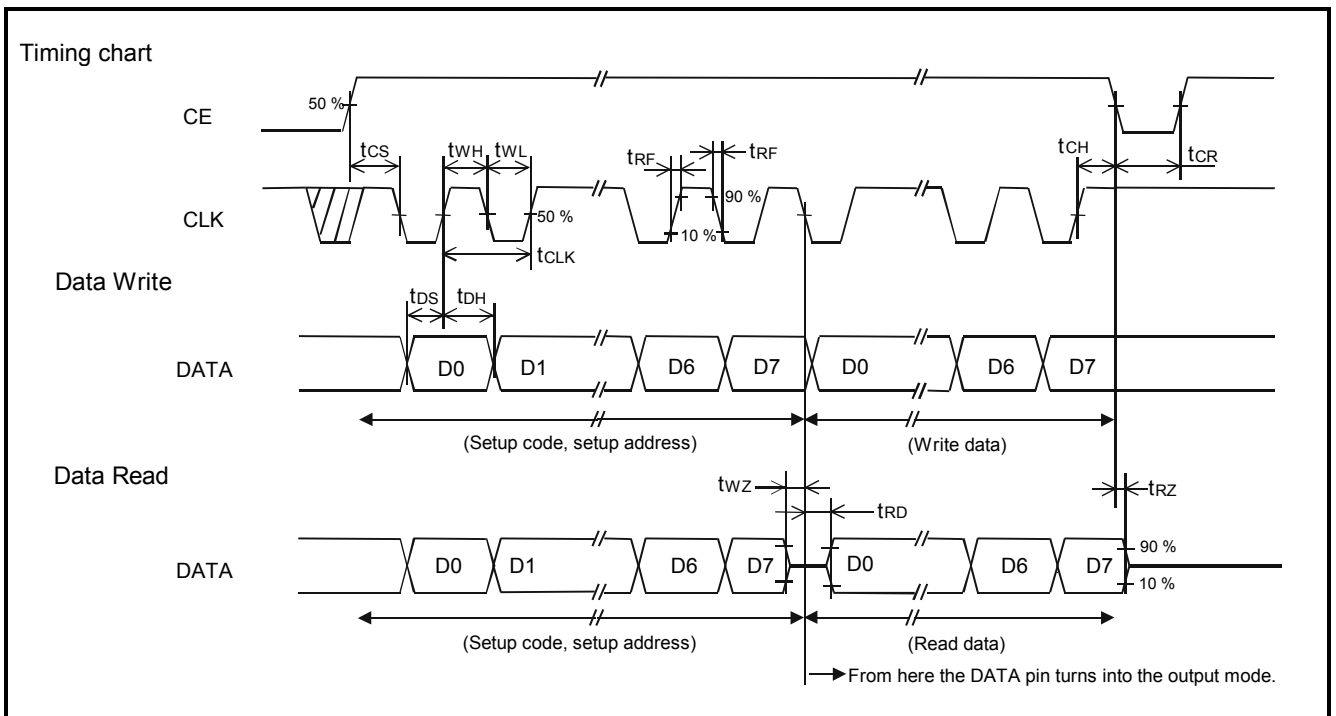 Timing chart
50 %
CE
tCS
tWH
tWL
tRF
tRF
tCH
tCR
CLK
50 %
90 %
10 %
tCLK
Data Write
tDS
tDH
DATA
D0
D1
D6
D7
D0
D6
D7
(Setup code, setup address)
(Write data)
Data Read
tWZ
tRD
tRZ
DATA
D0
D1
D6
D7
D0
D6
D7
90 %
10 %
(Setup code, setup address)
(Read data)
From here the DATA pin turns into the output mode.